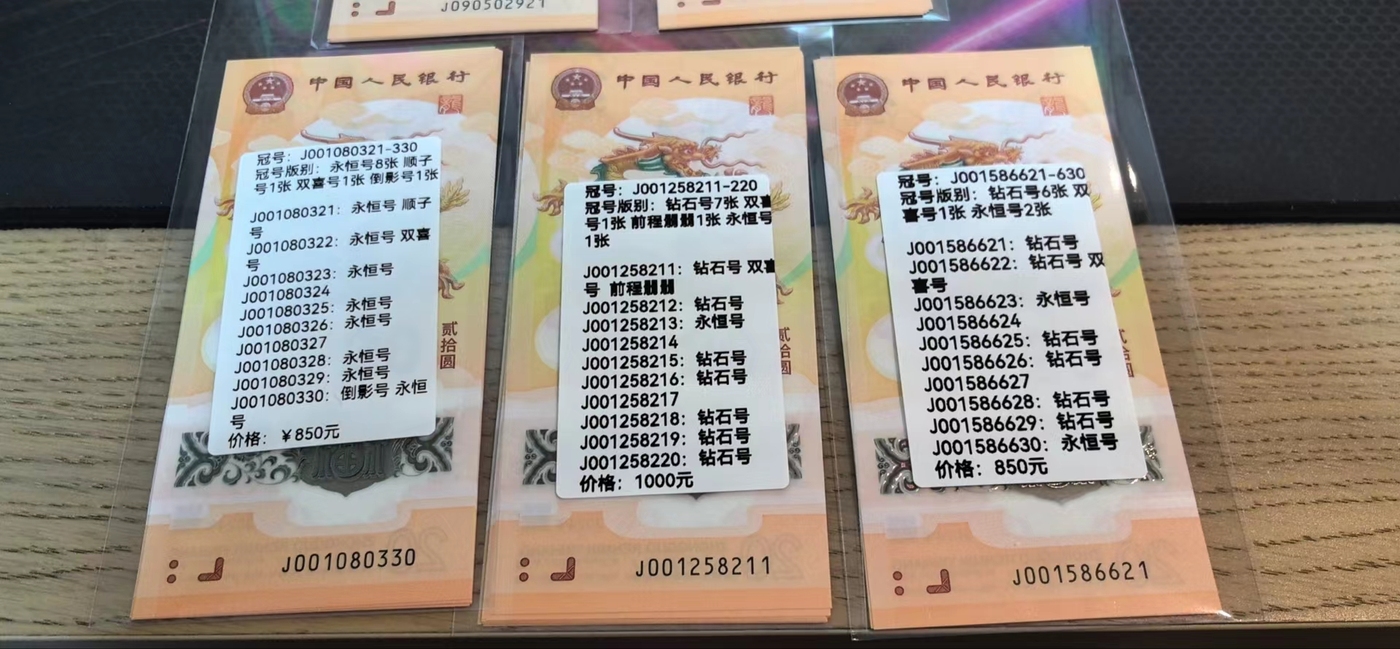 J090502921
中国人民银行
冠号：J001080321-330
冠号版别：永恒号8张 顺子
号1张 双喜号1张 倒影号1张
J001080321：永恒号 顺子
号
J001080322：永恒号 双喜
号
J001080323：永恒号
J001080324
J001080325：永恒号
J001080326：永恒号
J001080327
J001080328：永恒号
J001080329：永恒号
J001080330：倒影号 永恒
号
价格：￥850元
贰拾圆
J001080330
中国人民银行
冠号：J001258211-220
冠号版别：钻石号7张 双喜
号1张 前程翾翾1张 永恒号
1张
J001258211：钻石号 双喜
号 前程翾翾
J001258212：钻石号
J001258213：永恒号
J001258214
J001258215：钻石号
J001258216：钻石号
J001258217
J001258218：钻石号
J001258219：钻石号
J001258220：钻石号
价格：1000元
拾圆
J001258211
中国人民银行
冠号：J001586621-630
冠号版别：钻石号6张 双
喜号1张 永恒号2张
J001586621：钻石号
J001586622：钻石号 双
喜号
J001586623：永恒号
J001586624
J001586625：钻石号
J001586626：钻石号
J001586627
J001586628：钻石号
J001586629：钻石号
J001586630：永恒号
价格：850元
J001586621